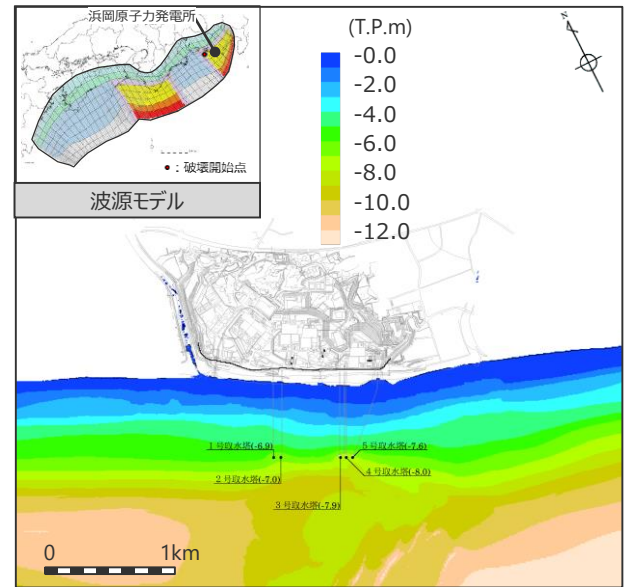 浜岡原子力発電所
●：破壊開始点
波源モデル
(T.P.m)
-0.0
-2.0
-4.0
-6.0
-8.0
-10.0
-12.0
N
1号取水塔(-6.9)
5号取水塔(-7.6)
2号取水塔(-7.0)
4号取水塔(-8.0)
3号取水塔(-7.9)
0 1km